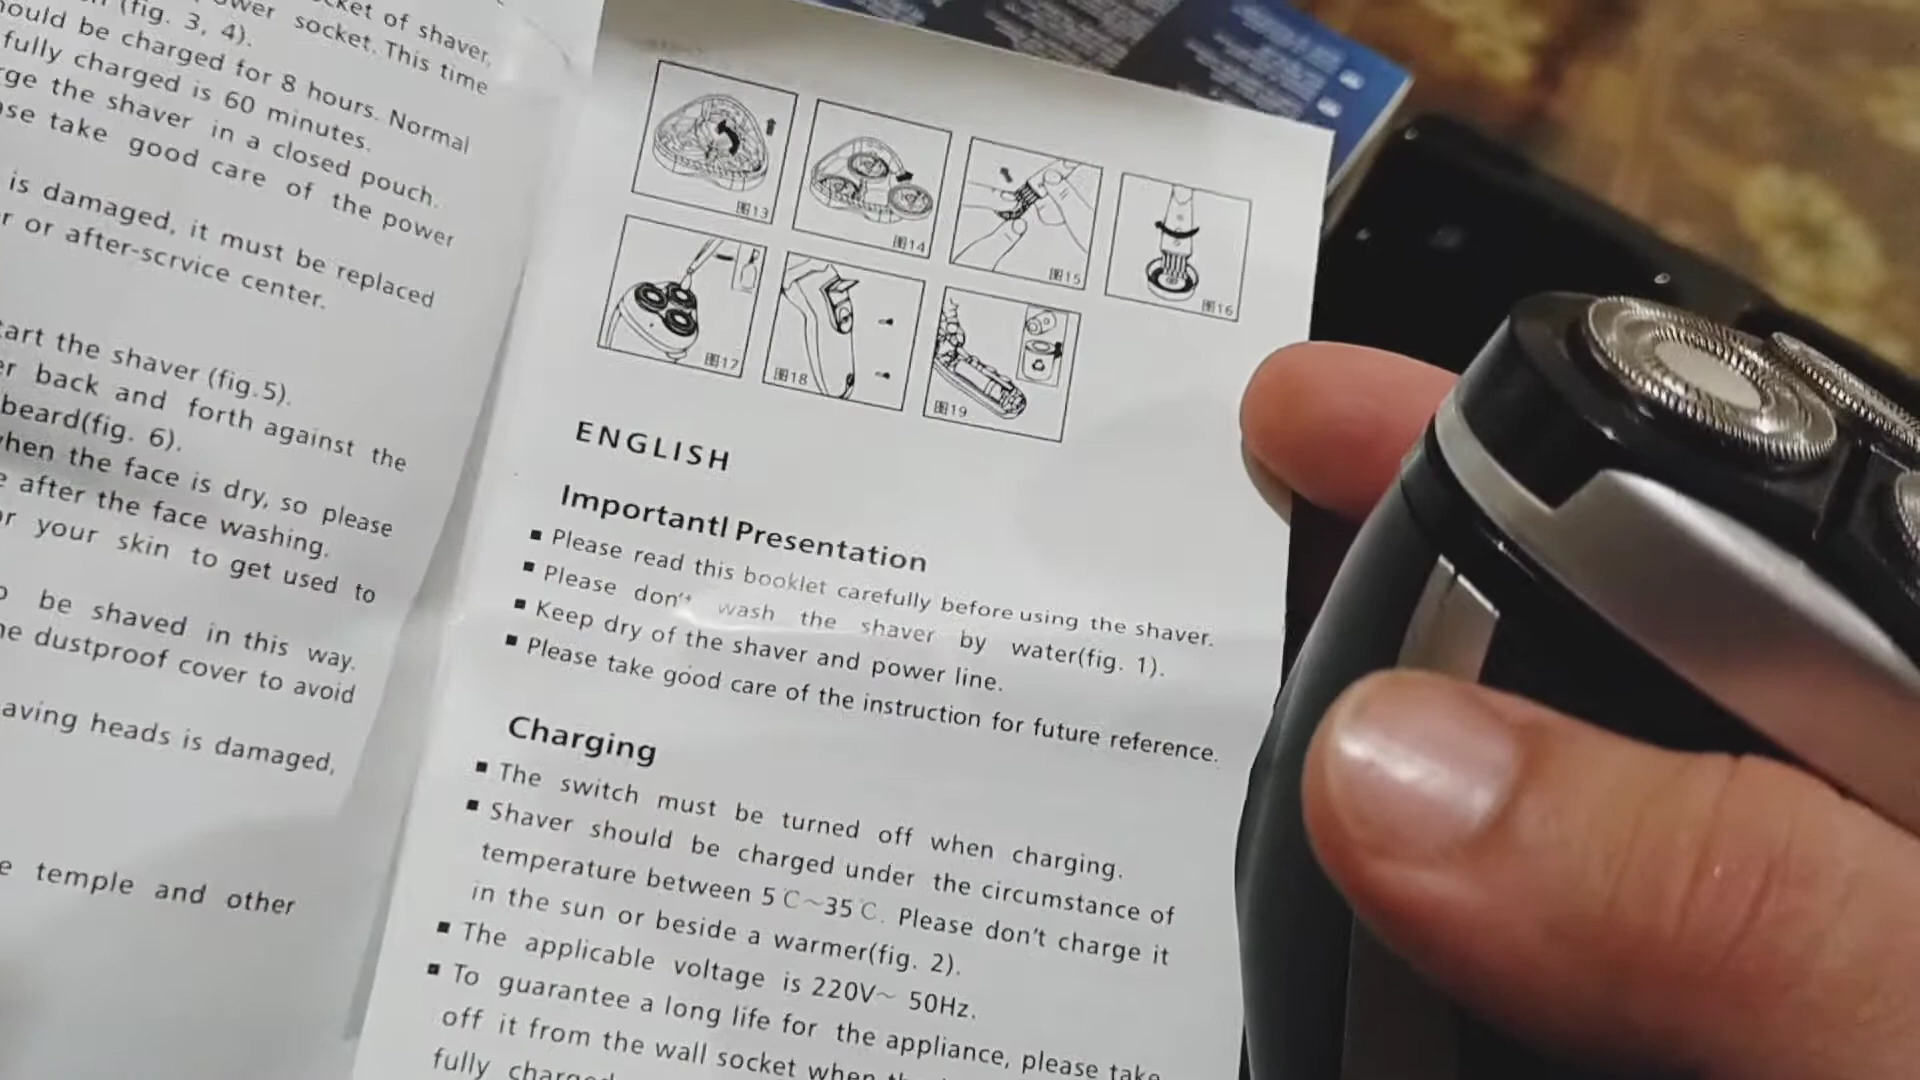 ket of shaver,
(fig. 3, 4).
wer socket. This time
ould be charged for 8 hours. Normal
fully charged is 60 minutes.
rge the shaver in a closed pouch.
ase take good care of the power
is damaged, it must be replaced
r or after-scrvice center.
tart the shaver (fig.5).
er back and forth against the
beard(fig. 6).
when the face is dry, so please
e after the face washing.
or your skin to get used to
o be shaved in this way.
he dustproof cover to avoid
aving heads is damaged,
e temple and other
图13
图14
图15
图16
图17
图18
图19
ENGLISH
Importantl Presentation
■ Please read this booklet carefully before using the shaver.
■ Please don't wash the shaver by water(fig. 1).
■ Keep dry of the shaver and power line.
■ Please take good care of the instruction for future reference.
Charging
■ The switch must be turned off when charging.
■ Shaver should be charged under the circumstance of
temperature between 5℃~35℃. Please don't charge it
in the sun or beside a warmer(fig. 2).
■ The applicable voltage is 220V~ 50Hz.
■ To guarantee a long life for the appliance, please take
off it from the wall socket when
fully charged